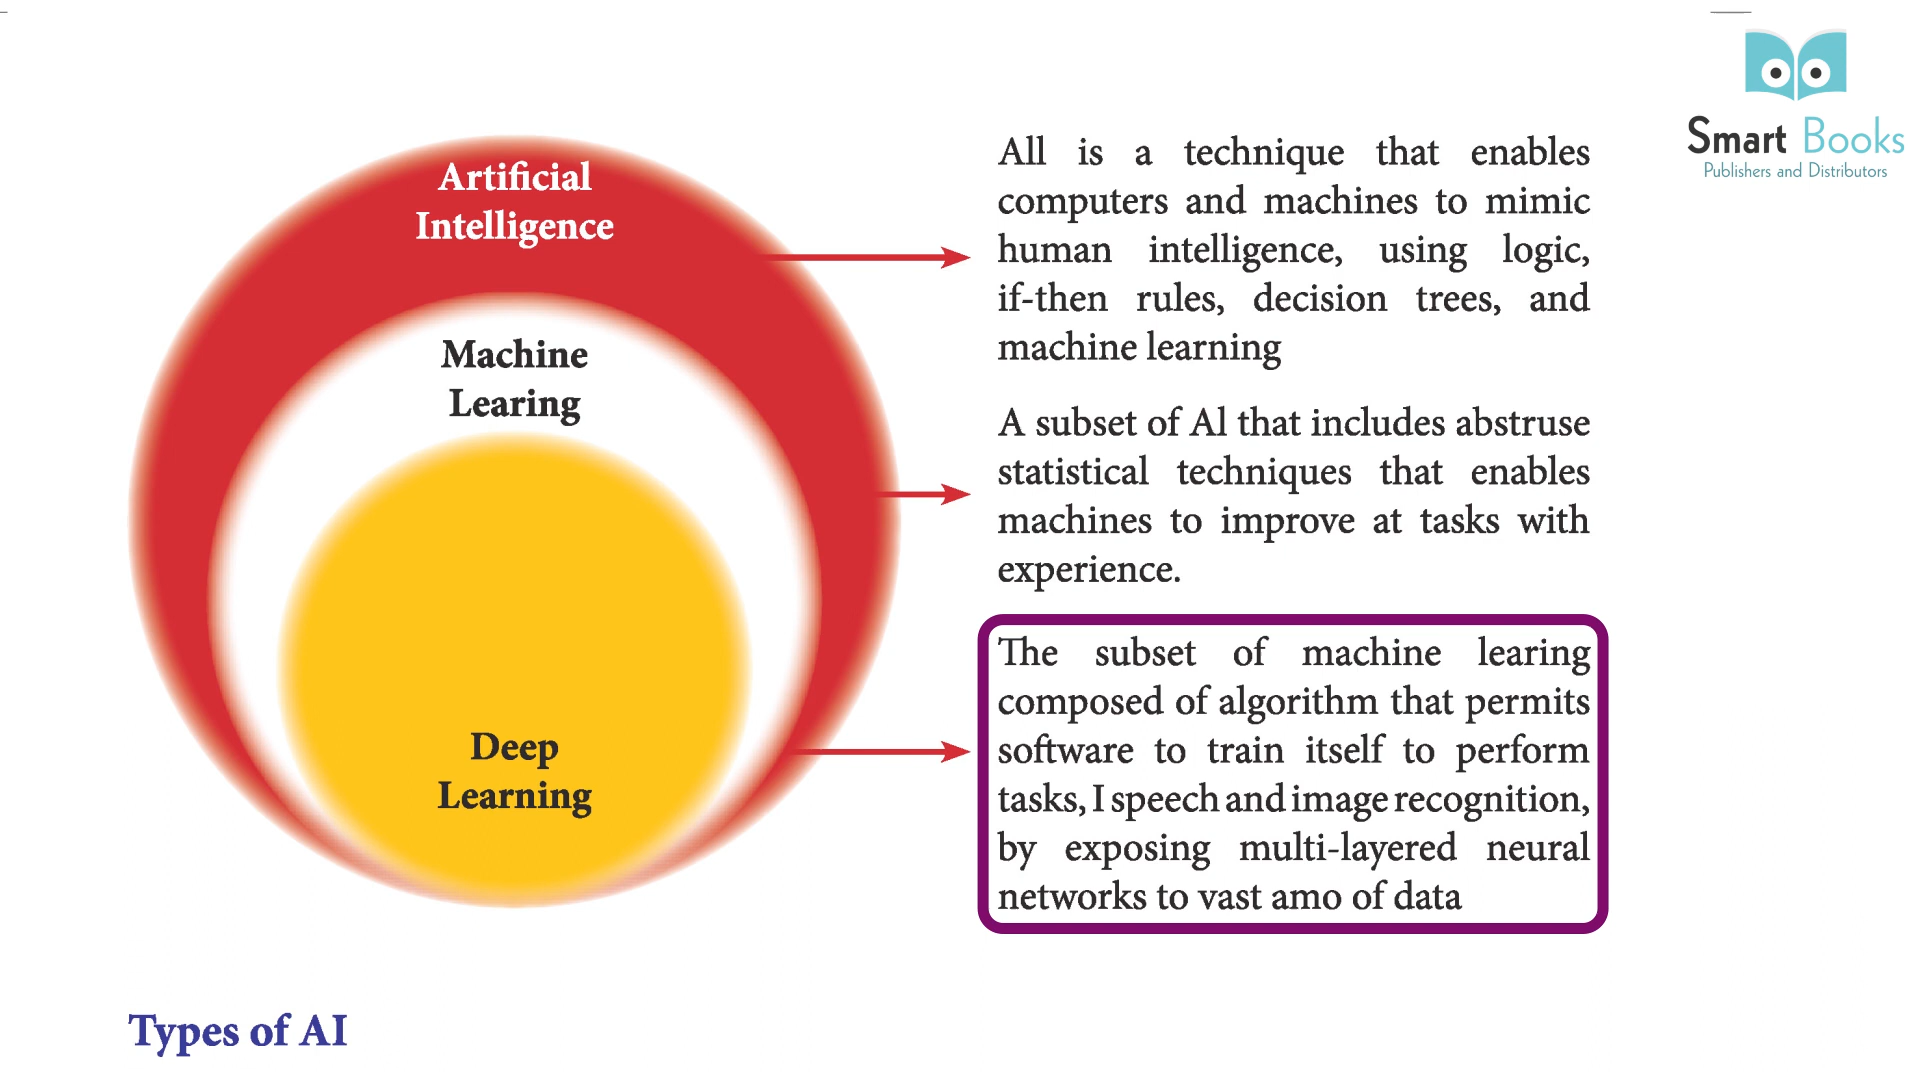 Smart Books
Publishers and Distributors
Artificial
Intelligence
Machine
Learing
Deep
Learning
All is a technique that enables
computers and machines to mimic
human intelligence, using logic,
if-then rules, decision trees, and
machine learning
A subset of Al that includes abstruse
statistical techniques that enables
machines to improve at tasks with
experience.
The subset of machine learing
composed of algorithm that permits
software to train itself to perform
tasks, I speech and image recognition,
by exposing multi-layered neural
networks to vast amo of data
Types of AI